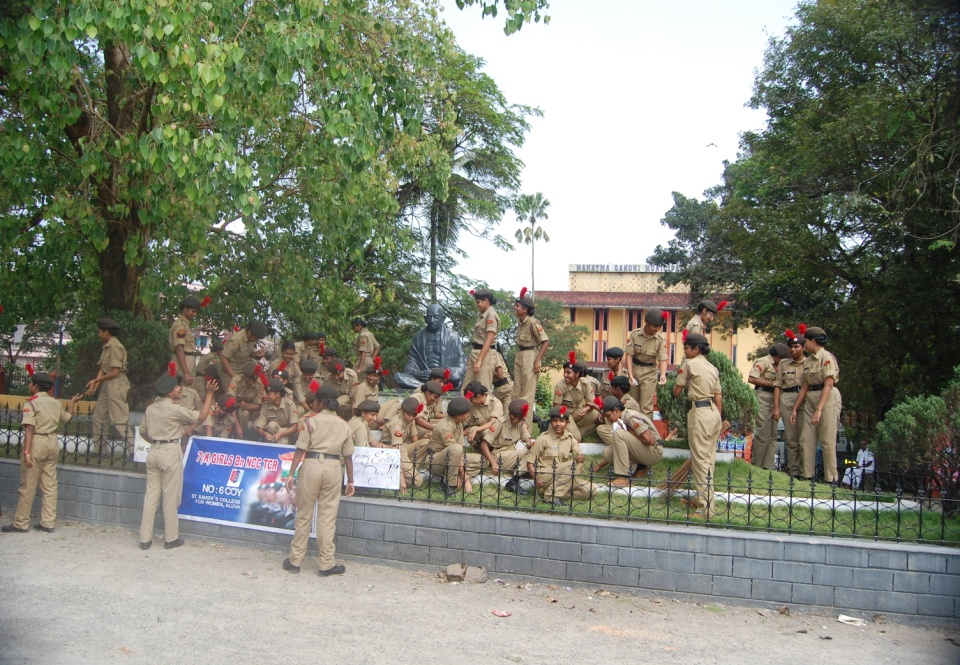 MAHATMA GANDHI
7(K) GIRLS Bn NCC TCR
NO: 6 COY
ST XAVIER'S COLLEGE
FOR WOMEN, ALUVA